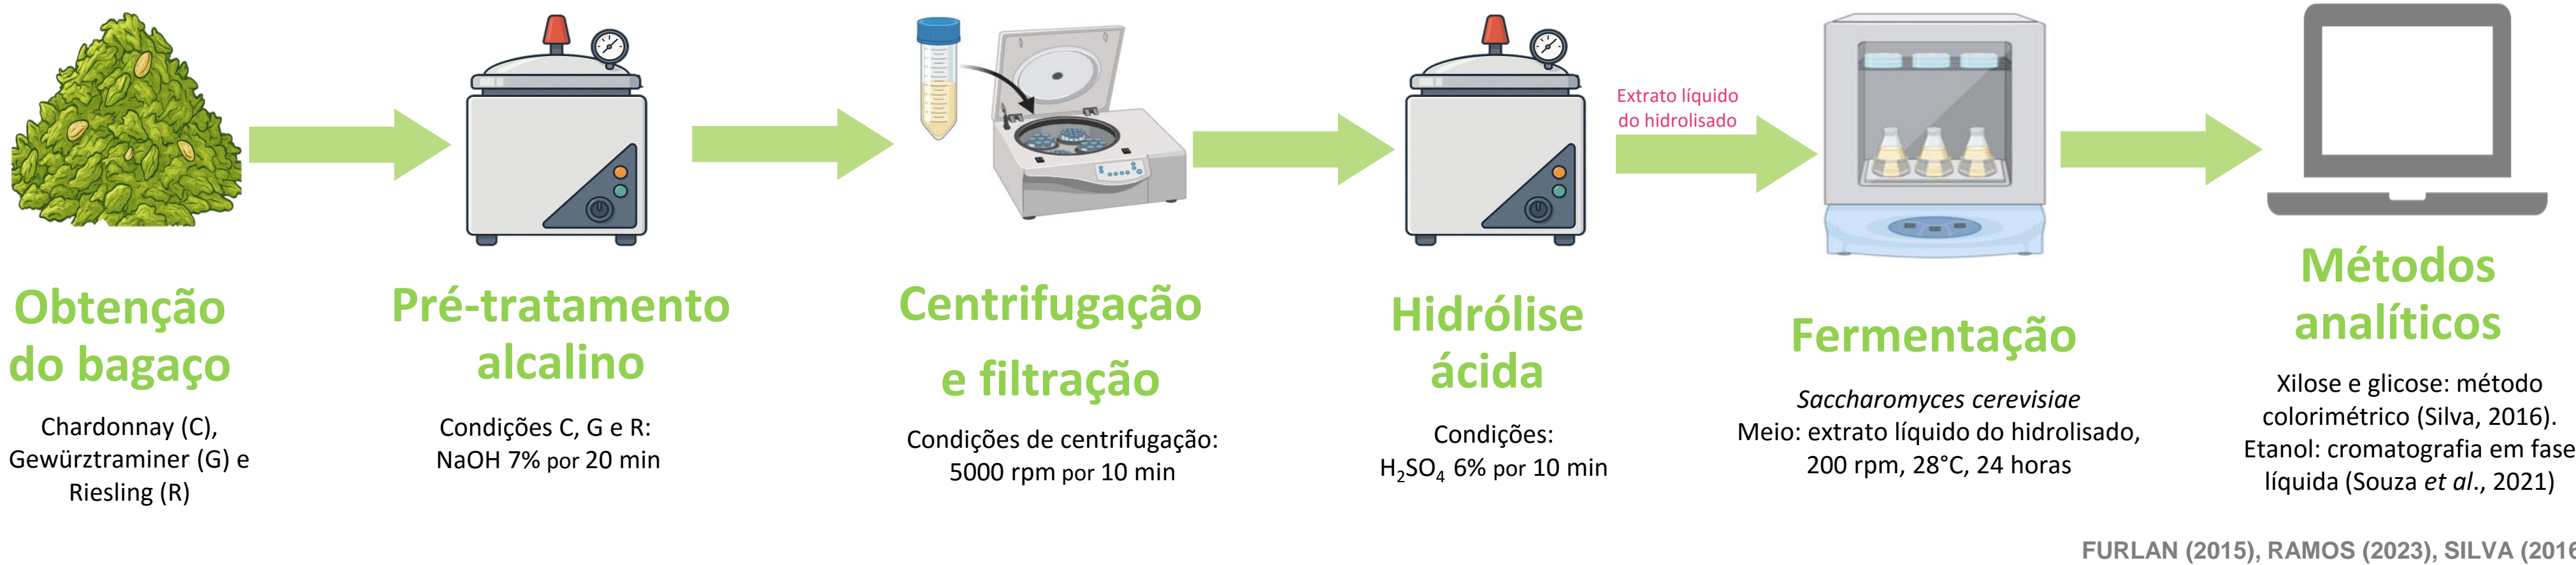 Obtenção
do bagaço
Chardonnay (C),
Gewürztraminer (G) e
Riesling (R)
Pré-tratamento
alcalino
Condições C, G e R:
NaOH 7% por 20 min
Centrifugação
e filtração
Condições de centrifugação:
5000 rpm por 10 min
Hidrólise
ácida
Condições:
H₂SO₄ 6% por 10 min
Extrato líquido
do hidrolisado
Fermentação
Saccharomyces cerevisiae
Meio: extrato líquido do hidrolisado,
200 rpm, 28°C, 24 horas
Métodos
analíticos
Xilose e glicose: método
colorimétrico (Silva, 2016).
Etanol: cromatografia em fase
líquida (Souza et al., 2021)
FURLAN (2015), RAMOS (2023), SILVA (2016